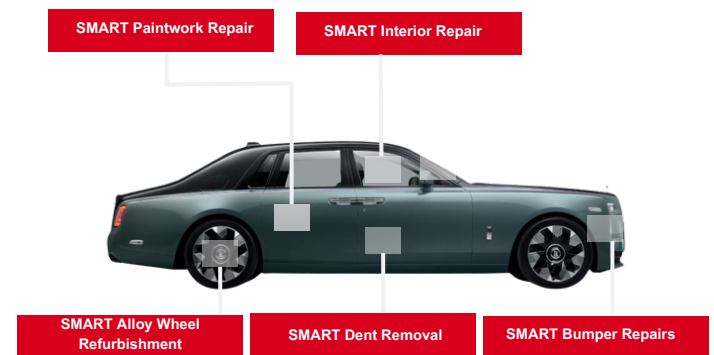 SMART Paintwork Repair
SMART Interior Repair
SMART Alloy Wheel
Refurbishment
SMART Dent Removal
SMART Bumper Repairs